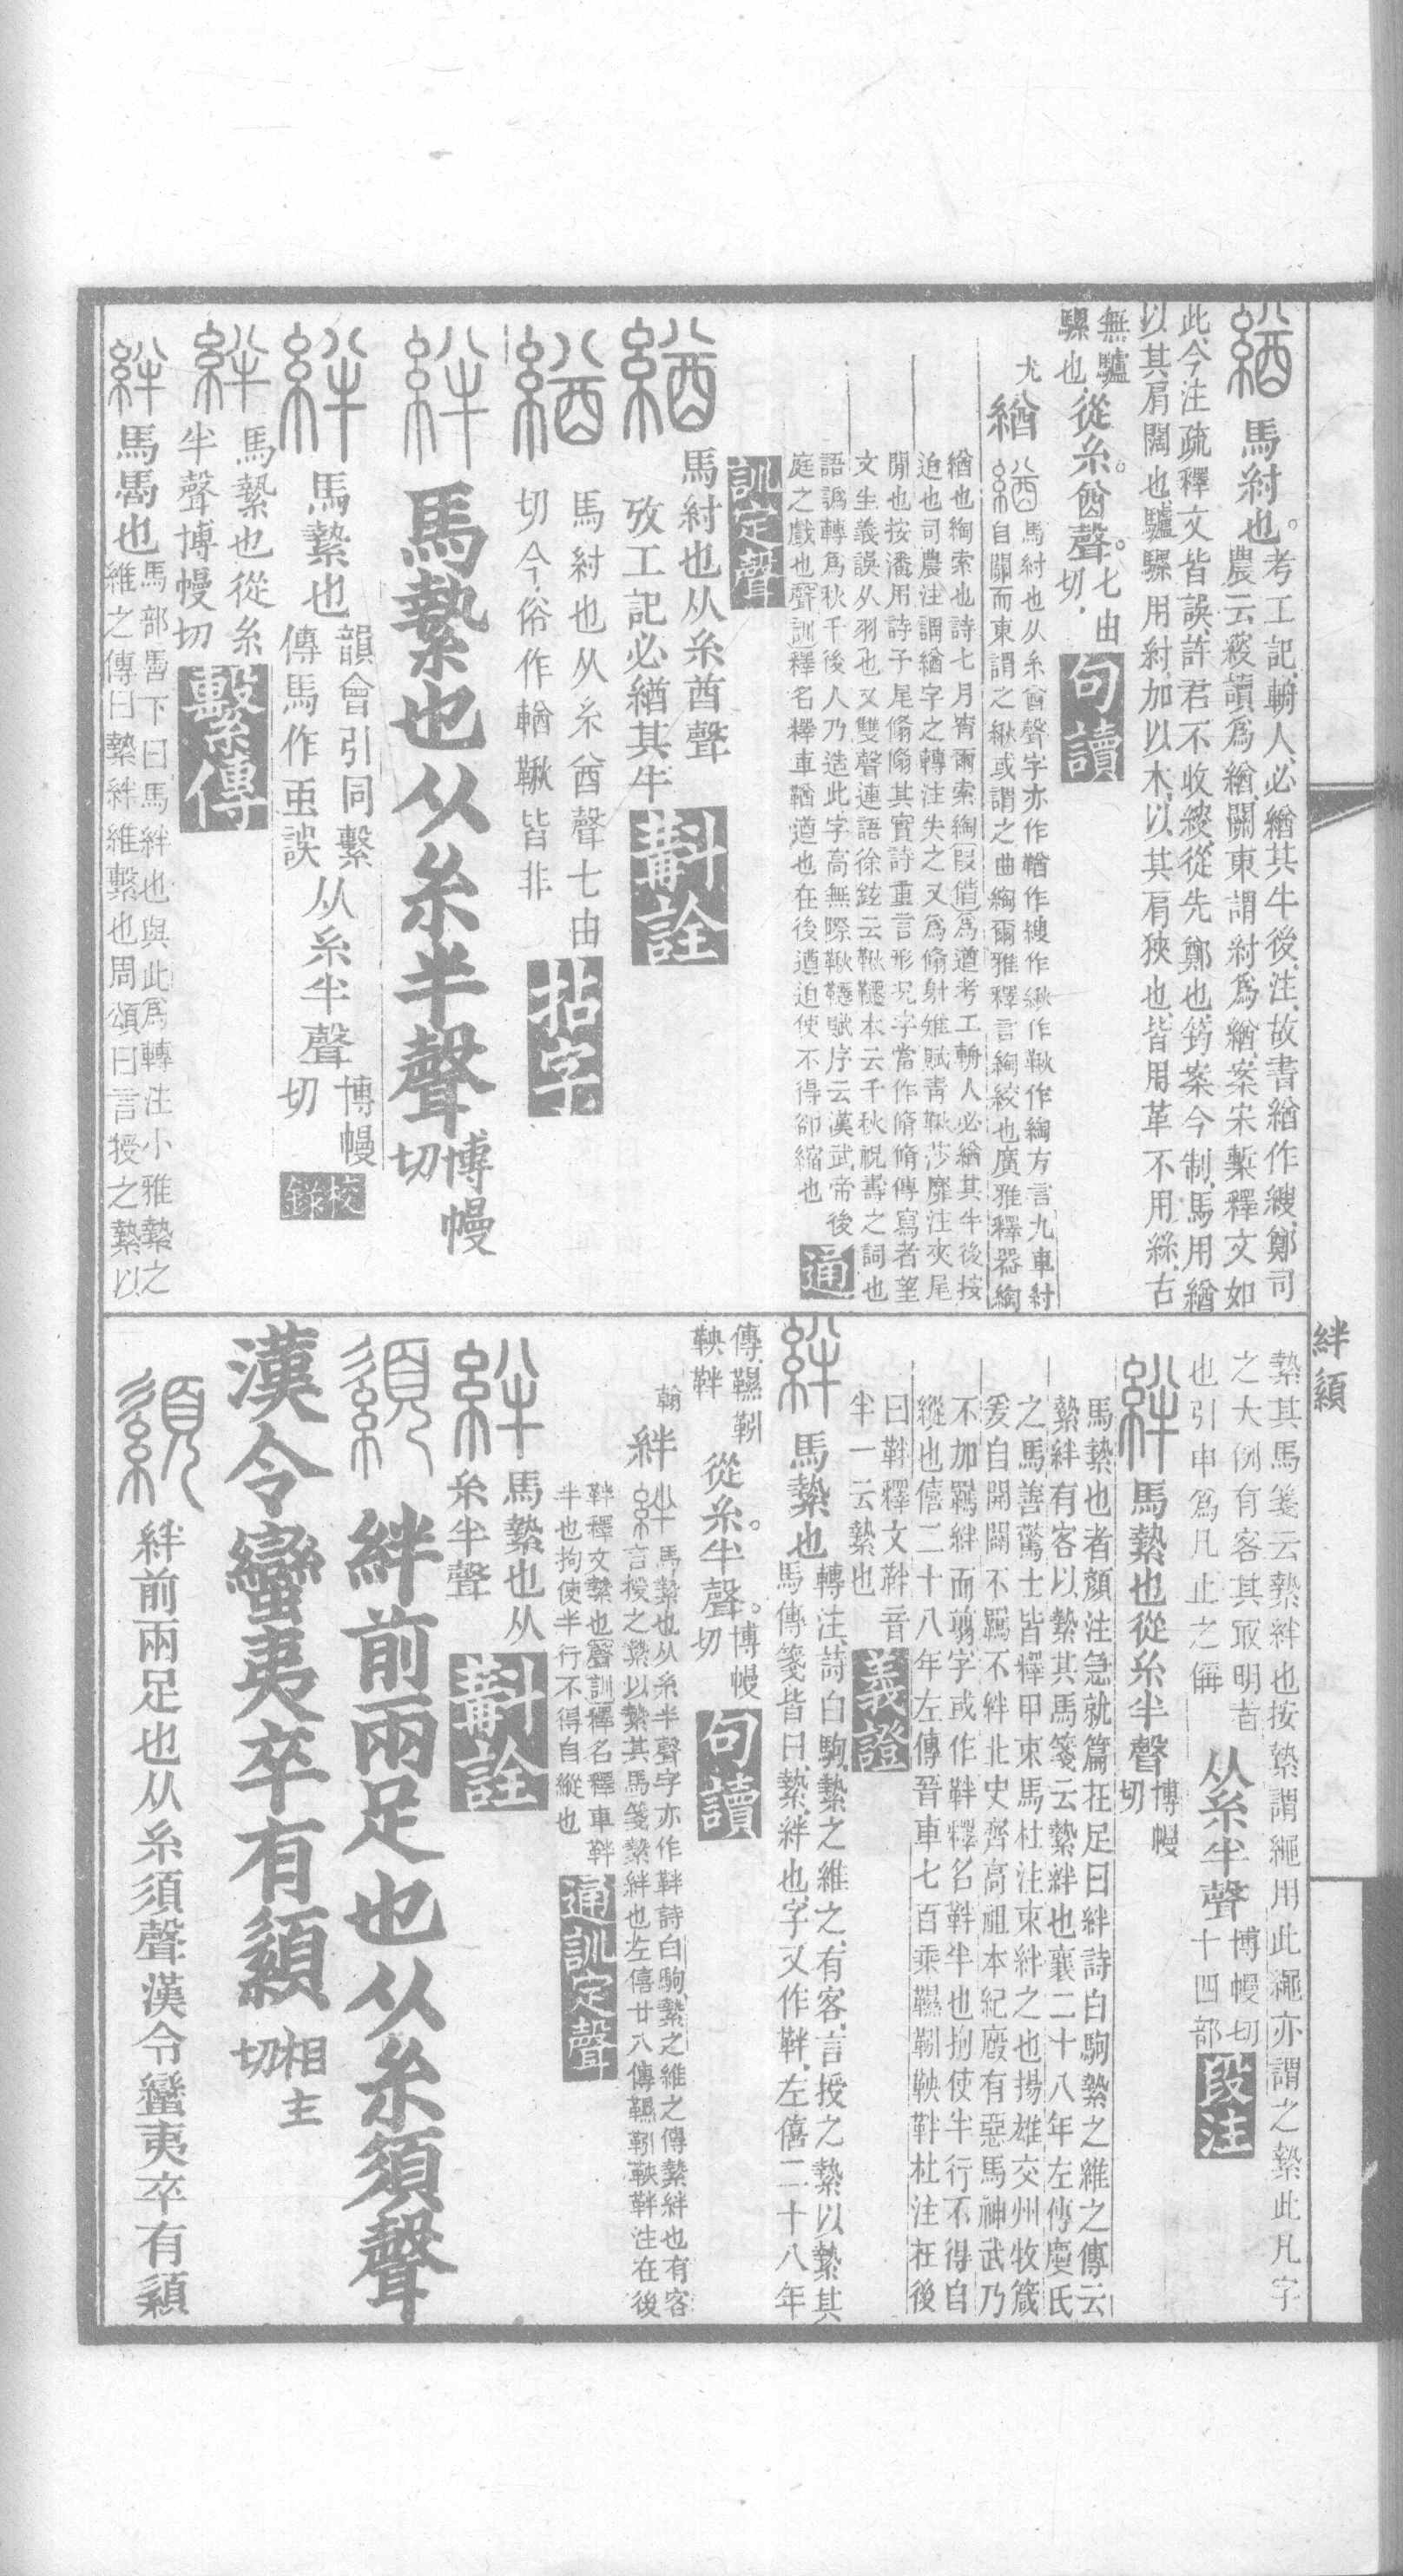 緧馬紂也。考工記輈人必緧其牛後注故書緧作緮鄭司
農云緮讀爲緧關東謂紂爲緧案宋槧釋文如
此今注疏釋文皆誤許君不收緮從先鄭也筠案今制馬用緧
以其肩闊也驢騾用紂加以木以其肩狹也皆用革不用絲古
無驢
騾也從糸。酋聲。七由
切句讀
尤緧緧馬紂也从糸酋聲字亦作鞧作緮作緻作鞦作綯方言九車紂
自關而東謂之緻或謂之曲綯爾雅釋言綯絞也廣雅釋器綯
緧也綯索也詩七月宵爾索綯假借爲遒考工輈人必緧其牛後按
迫也司農注謂緧字之轉注失之又爲翛射雉賦青鞦莎靡注夾尾
閒也按潘用詩予尾翛翛其實詩重言形況字當作脩脩傳寫者望
文生義誤从羽也又雙聲連語徐鉉云鞦韆本云千秋祝壽之詞也
語譌轉爲秋千後人乃造此字高無際鞦韆賦序云漢武帝後
庭之戲也聲訓釋名釋車鞧遒也在後遒迫使不得卻縮也通
訓定聲
緧馬紂也从糸酋聲
攷工記必緧其牛斠詮
緧馬紂也从糸酋聲七由
切今俗作輶鞦皆非拈字
絆馬縶也从糸半聲博幔
切
絆馬縶也韻會引同繫
傳馬作𩡧誤从糸半聲博幔
切校
錄
絆馬縶也從糸
半聲博幔切繫傳
絆馬𩡧也馬部𩡧下曰馬絆也與此爲轉注小雅縶之
維之傳曰縶絆維繫也周頌曰言授之縶以
縶其馬箋云縶絆也按縶謂繩用此繩亦謂之縶此凡字
之大例有客其㝡明者
也引申爲凡止之偁从糸半聲博幔切
十四部段注
絆馬縶也從糸半聲博幔
切
馬縶也者顏注急就篇在足曰絆詩白駒縶之維之傳云
縶絆有客以縶其馬箋云縶絆也襄二十八年左傳慶氏
之馬善驚士皆釋甲束馬杜注束絆之也揚雄交州牧箴
爰自開闢不羈不絆北史齊高祖本紀廄有惡馬神武乃
不加羈絆而翦字或作靽釋名靽半也拘使半行不得自
縱也僖二十八年左傳晉車七百乘韅靷鞅靽杜注在後
曰靽釋文靽音
半一云縶也義證
絆馬縶也轉注詩白駒縶之維之有客言授之縶以縶其
馬傳箋皆曰縶絆也字又作靽左僖二十八年
傳韅靷
鞅靽從糸。半聲。博幔
切句讀
翰絆絆馬縶也从糸半聲字亦作靽詩白駒縶之維之傳縶絆也有客
言授之縶以縶其馬箋縶絆也左僖廿八傳韅靷鞅靽注在後曰
靽釋文縶也聲訓釋名釋車靽
半也拘使半行不得自縱也通訓定聲
絆馬縶也从
糸半聲斠詮
䋶絆前兩足也从糸須聲
漢令蠻夷卒有䋶相主
切
䋶絆前兩足也从糸須聲漢令蠻夷卒有䋶
絆䋶